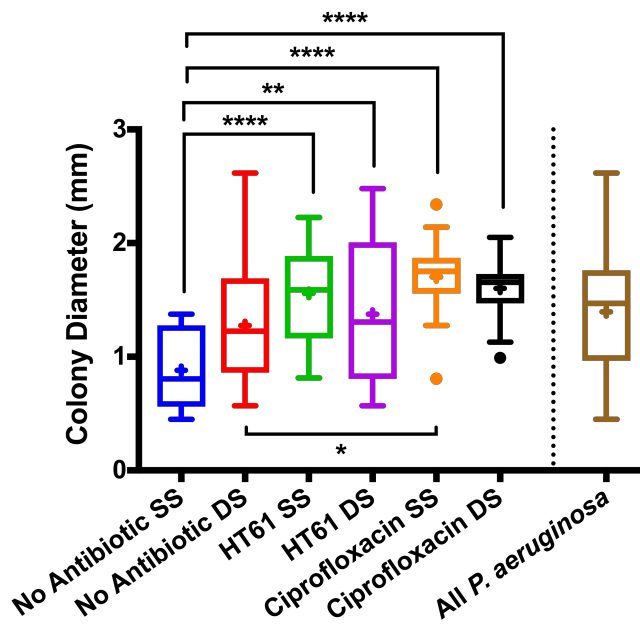 ****
****
**
****
3
2
1
0
Colony Diameter (mm)
*
No Antibiotic SS
No Antibiotic DS
HT61 SS
HT61 DS
Ciprofloxacin SS
Ciprofloxacin DS
All P. aeruginosa